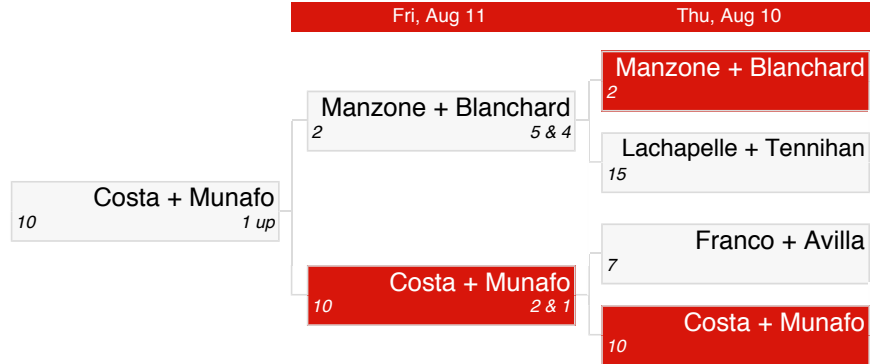 Fri, Aug 11 Thu, Aug 10
Manzone + Blanchard
2
Manzone + Blanchard
2 5 & 4
Lachapelle + Tennihan
15
Costa + Munafo
10 1 up
Franco + Avilla
7
Costa + Munafo
10 2 & 1
Costa + Munafo
10